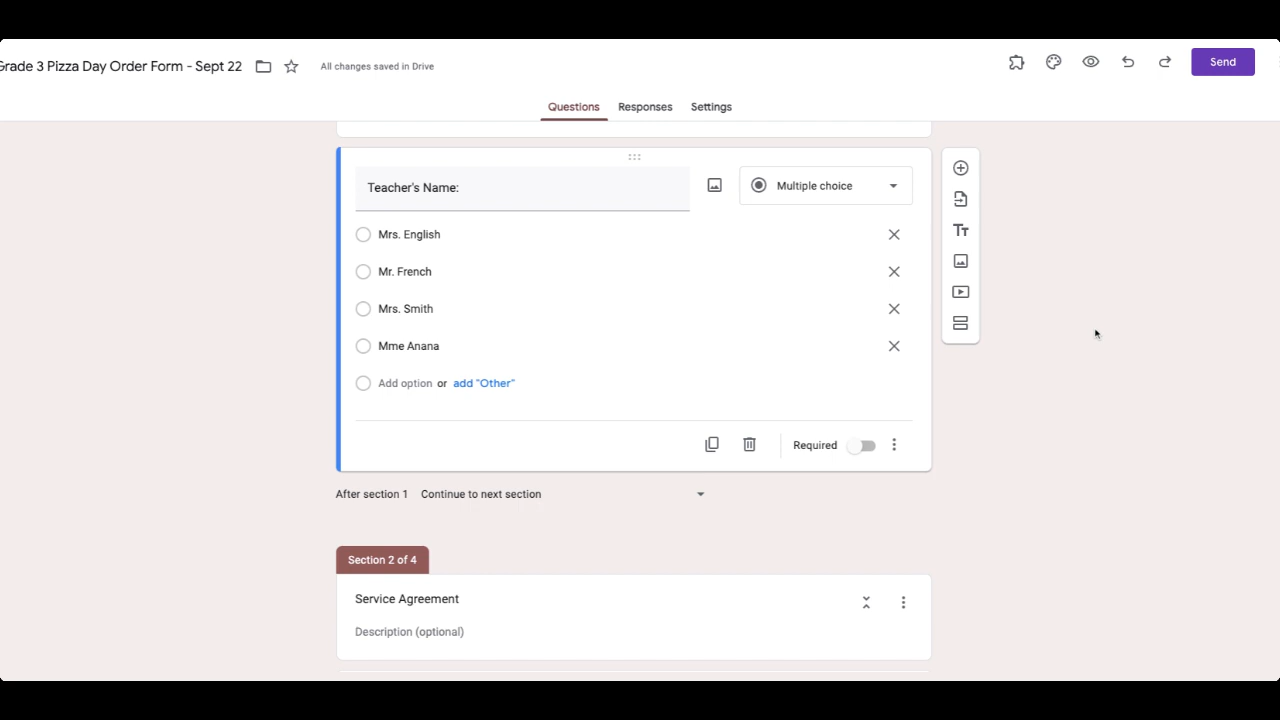 Grade 3 Pizza Day Order Form - Sept 22
All changes saved in Drive
Send
Questions
Responses
Settings
Teacher's Name:
Multiple choice
Mrs. English
Mr. French
Mrs. Smith
Mme Anana
Add option or add "Other"
Tт
Required
After section 1 Continue to next section
Section 2 of 4
Service Agreement
Description (optional)